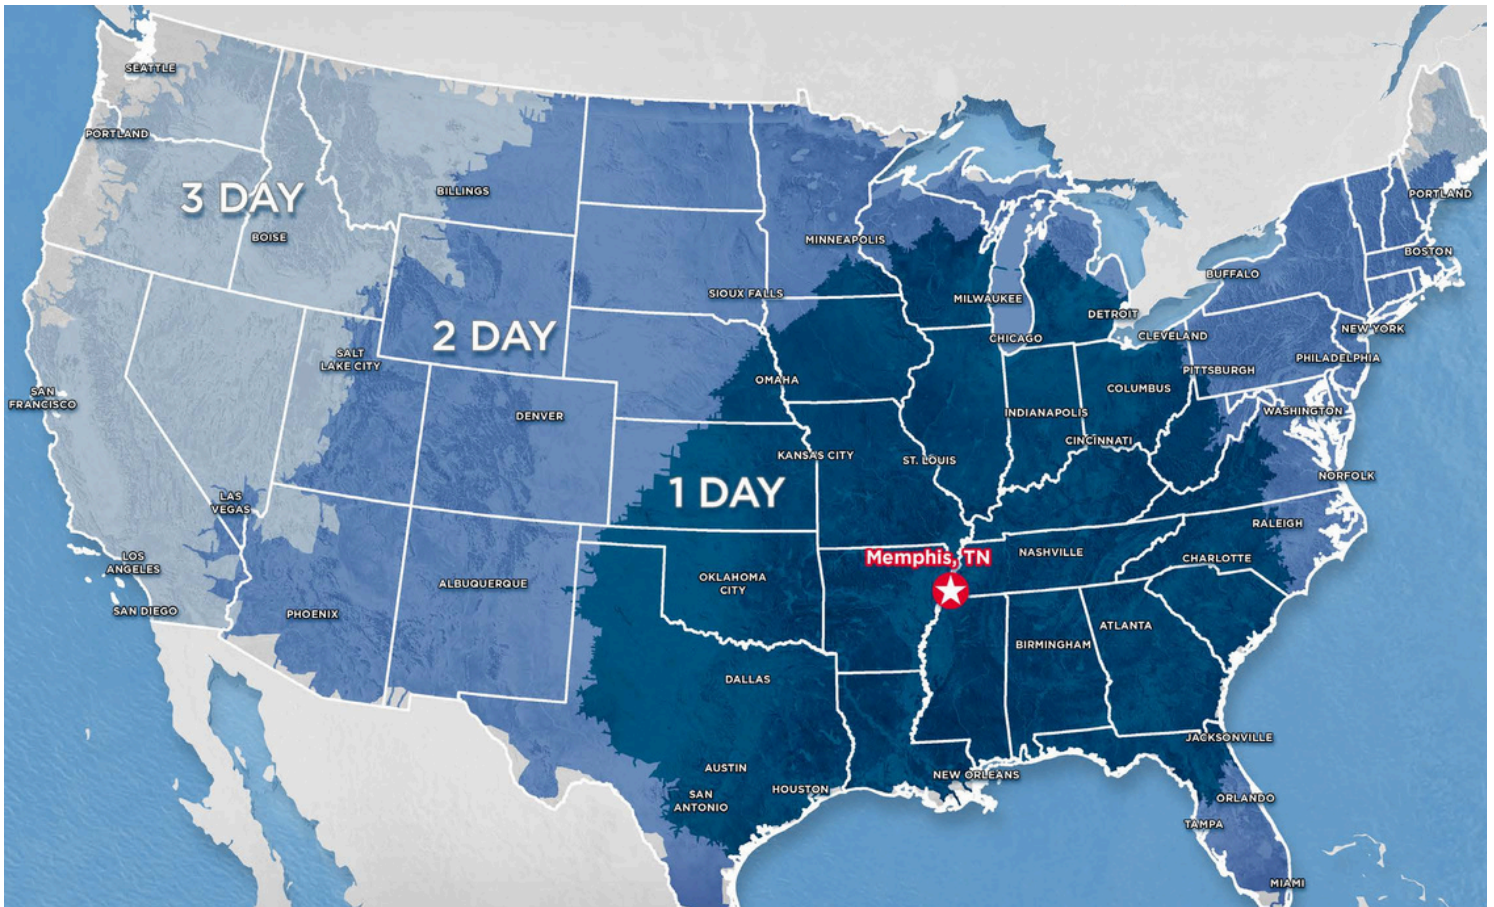 SEATTLE
PORTLAND
3 DAY
BOISE
BILLINGS
MINNEAPOLIS
PORTLAND
BOSTON
BUFFALO
SIOUX FALLS
MILWAUKEE
DETROIT
CHICAGO
CLEVELAND
NEW YORK
2 DAY
SALT
LAKE CITY
PHILADELPHIA
PITTSBURGH
OMAHA
COLUMBUS
SAN
FRANCISCO
DENVER
INDIANAPOLIS
WASHINGTON
CINCINNATI
KANSAS CITY
ST. LOUIS
NORFOLK
1 DAY
LAS
VEGAS
RALEIGH
Memphis, TN
NASHVILLE
CHARLOTTE
LOS
ANGELES
ALBUQUERQUE
OKLAHOMA
CITY
SAN DIEGO
PHOENIX
ATLANTA
BIRMINGHAM
DALLAS
JACKSONVILLE
AUSTIN
NEW ORLEANS
HOUSTON
SAN
ANTONIO
ORLANDO
TAMPA
MIAMI